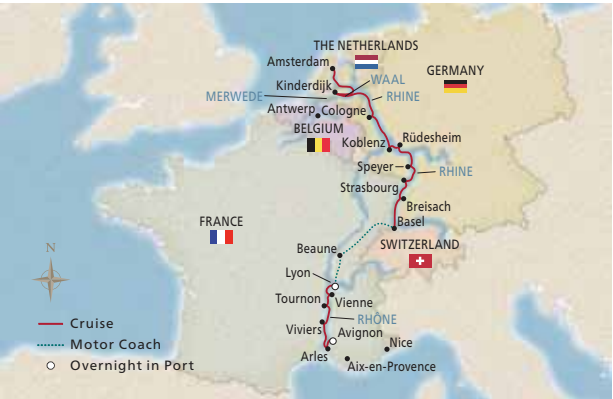 THE NETHERLANDS
Amsterdam
GERMANY
Kinderdijk
WAAL
MERWEDE
RHINE
Antwerp
Cologne
BELGIUM
Koblenz
Rüdesheim
Speyer
RHINE
Strasbourg
Breisach
FRANCE
Basel
SWITZERLAND
Beaune
N
Lyon
Tournon
Vienne
Cruise
RHÔNE
Viviers
Avignon
Motor Coach
Nice
Arles
Overnight in Port
Aix-en-Provence